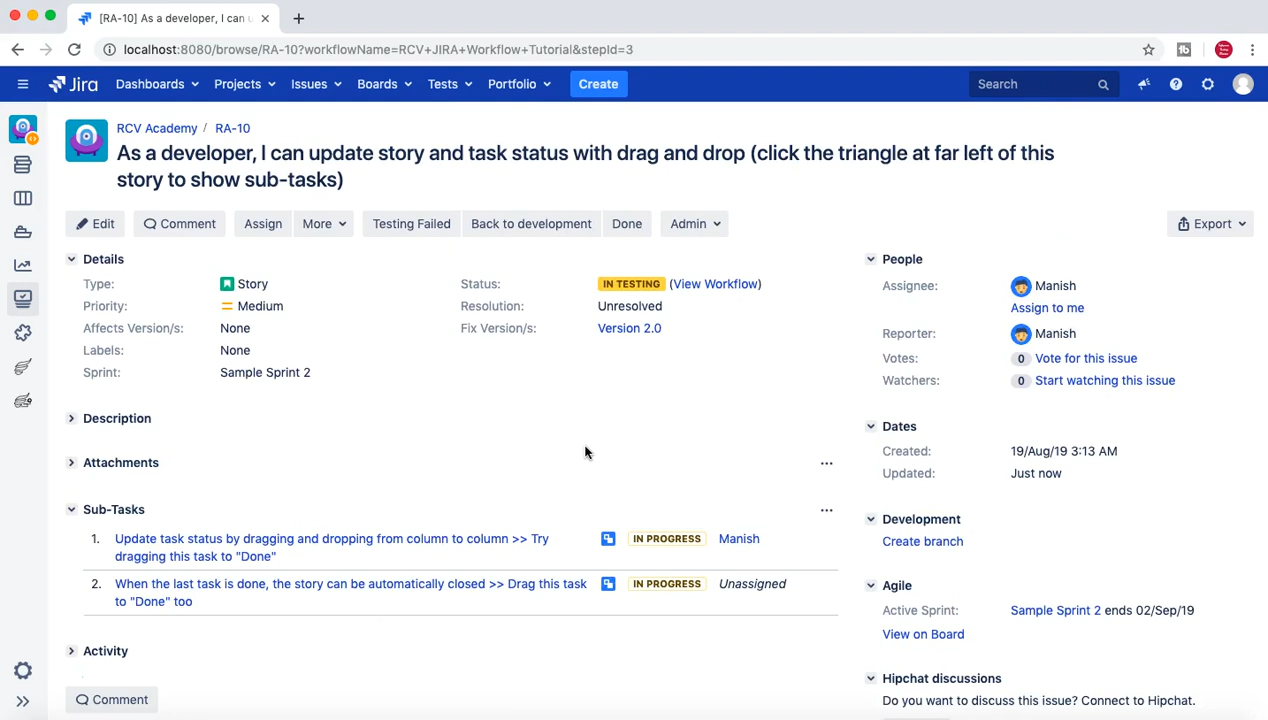 [RA-10] As a developer, I can u
localhost:8080/browse/RA-10?workflowName=RCV+JIRA+Workflow+Tutorial&stepId=3
Jira Dashboards Projects Issues Boards Tests Portfolio Create Search
RCV Academy / RA-10
As a developer, I can update story and task status with drag and drop (click the triangle at far left of this
story to show sub-tasks)
Edit Comment Assign More Testing Failed Back to development Done Admin Export
Details
Type: Story
Status: IN TESTING (View Workflow)
Priority: Medium
Resolution: Unresolved
Affects Version/s: None
Fix Version/s: Version 2.0
Labels: None
Sprint: Sample Sprint 2
Description
Attachments
Sub-Tasks
1. Update task status by dragging and dropping from column to column >> Try
dragging this task to "Done"
IN PROGRESS Manish
2. When the last task is done, the story can be automatically closed >> Drag this task
to "Done" too
IN PROGRESS Unassigned
Activity
Comment
People
Assignee: Manish
Assign to me
Reporter: Manish
Votes: 0 Vote for this issue
Watchers: 0 Start watching this issue
Dates
Created: 19/Aug/19 3:13 AM
Updated: Just now
Development
Create branch
Agile
Active Sprint: Sample Sprint 2 ends 02/Sep/19
View on Board
Hipchat discussions
Do you want to discuss this issue? Connect to Hipchat.